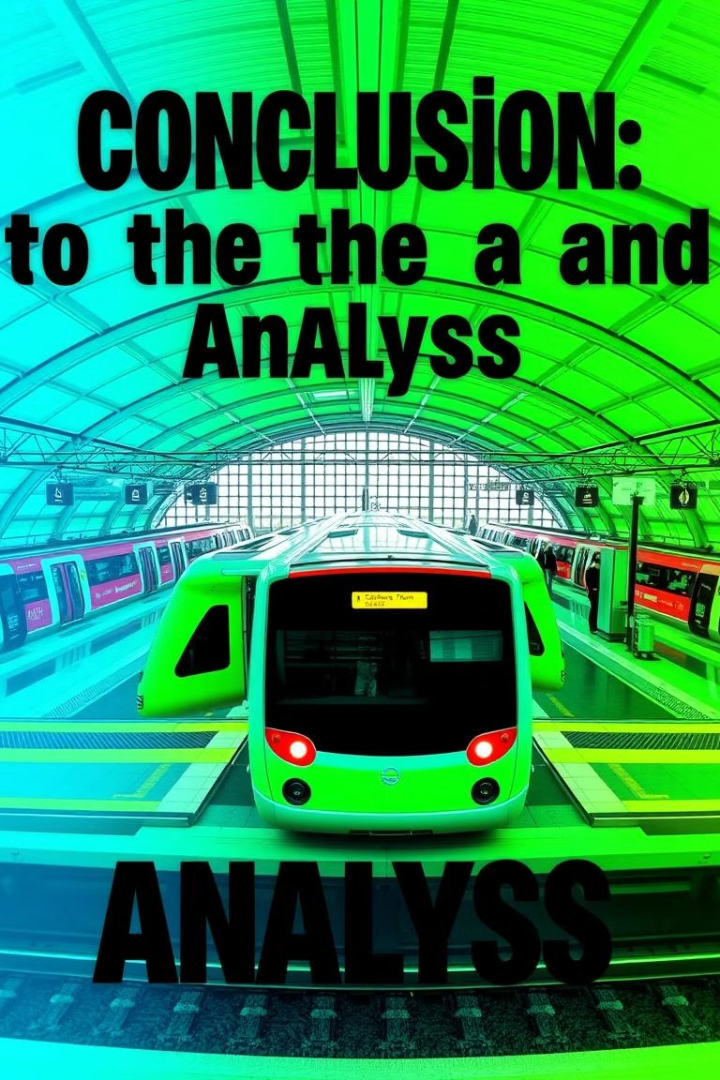 CONCLUSiON:
to the the a and
AnALyss
ANALYSS